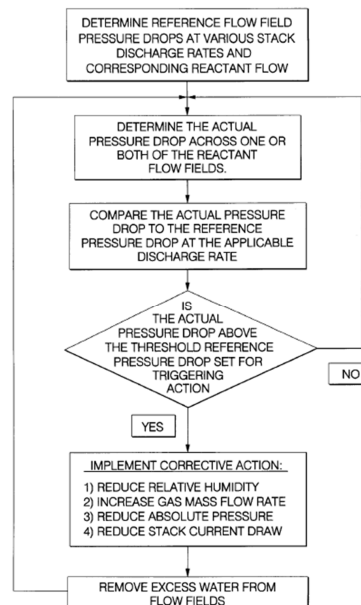 DETERMINE REFERENCE FLOW FIELD
PRESSURE DROPS AT VARIOUS STACK
DISCHARGE RATES AND
CORRESPONDING REACTANT FLOW
DETERMINE THE ACTUAL
PRESSURE DROP ACROSS ONE OR
BOTH OF THE REACTANT
FLOW FIELDS.
COMPARE THE ACTUAL PRESSURE
DROP TO THE REFERENCE
PRESSURE DROP AT THE APPLICABLE
DISCHARGE RATE
IS
THE ACTUAL
PRESSURE DROP ABOVE
THE THRESHOLD REFERENCE
PRESSURE DROP SET FOR
TRIGGERING
ACTION
NO
YES
IMPLEMENT CORRECTIVE ACTION:
1) REDUCE RELATIVE HUMIDITY
2) INCREASE GAS MASS FLOW RATE
3) REDUCE ABSOLUTE PRESSURE
4) REDUCE STACK CURRENT DRAW
REMOVE EXCESS WATER FROM
FLOW FIELDS